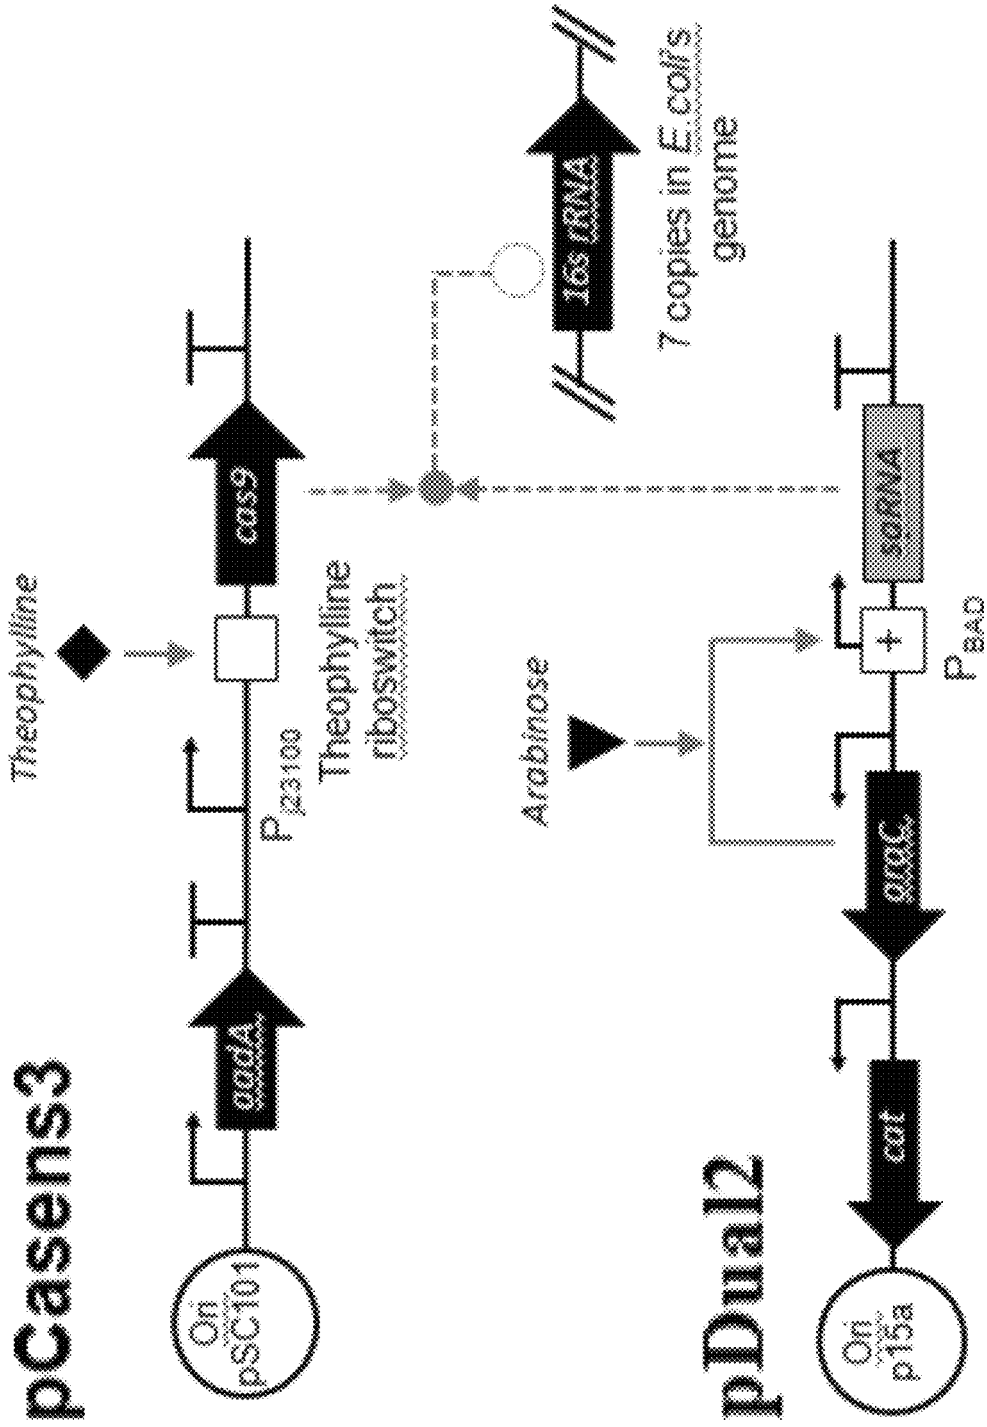 pCasens3
Theophylline
Ori
pSC101
aadA
P j23100
Theophylline
riboswitch
cas9
16s rRNA
7 copies in E.coli's
genome
pDual2
Arabinose
Ori
p15a
cat
araC
+
P BAD
sgRNA